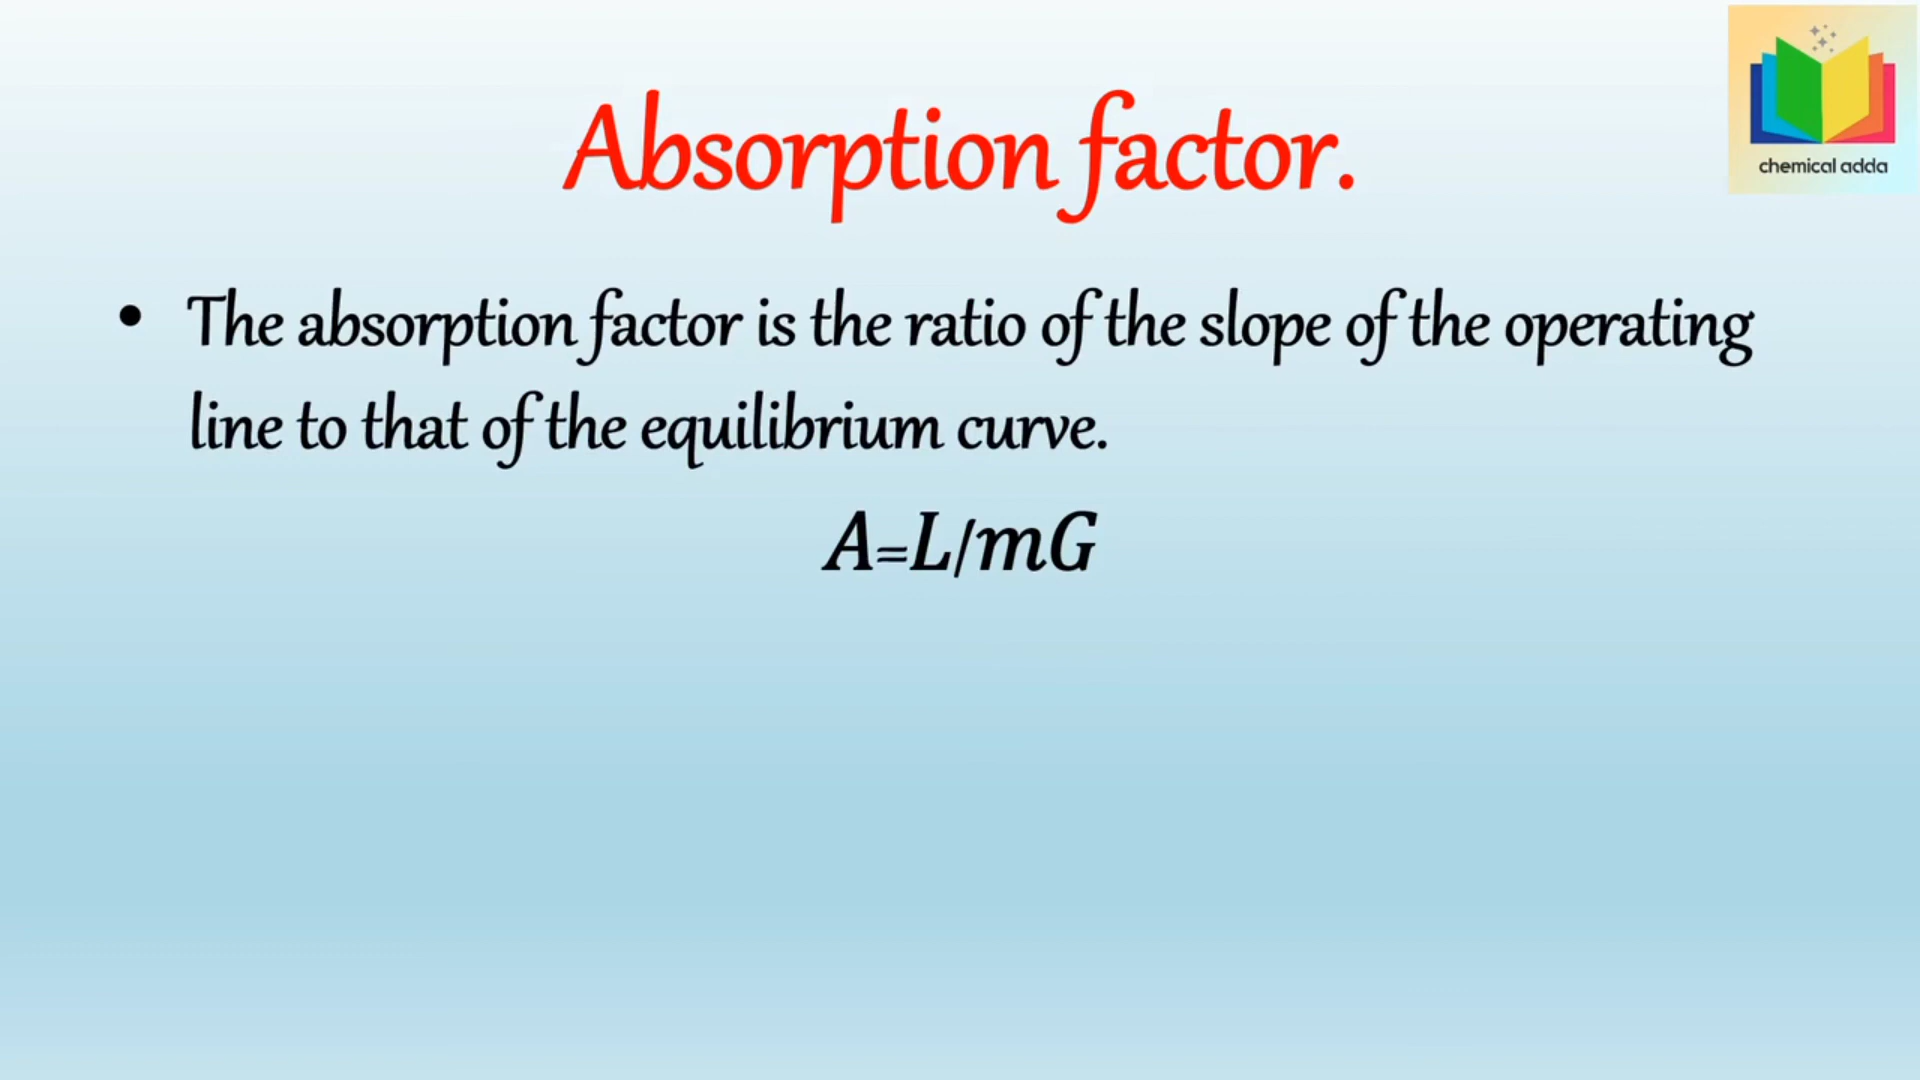 chemical adda
Absorption factor.
• The absorption factor is the ratio of the slope of the operating
line to that of the equilibrium curve.
A=L/mG